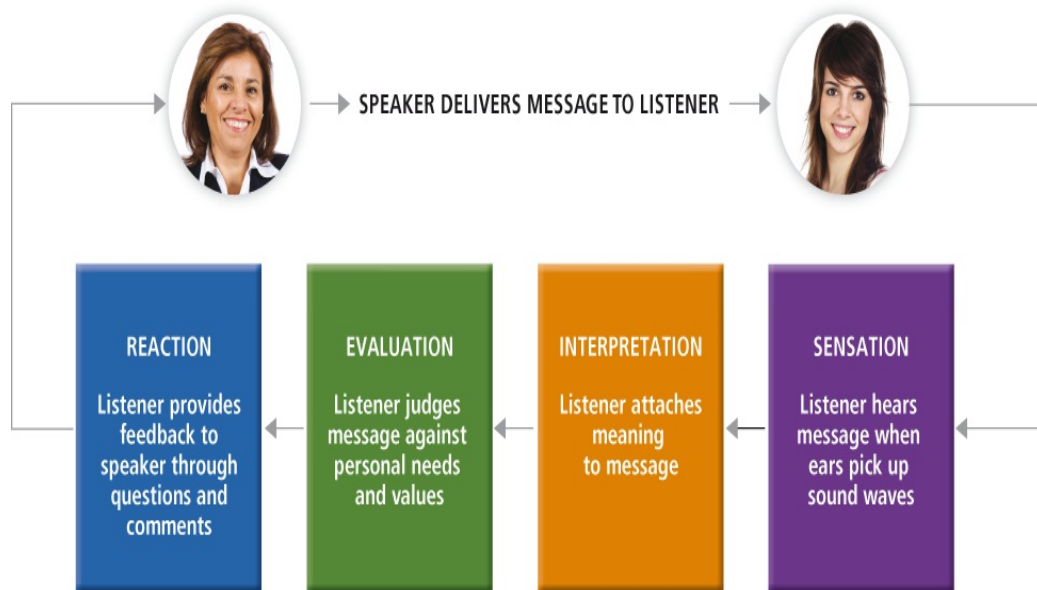 SPEAKER DELIVERS MESSAGE TO LISTENER
REACTION
Listener provides
feedback to
speaker through
questions and
comments
EVALUATION
Listener judges
message against
personal needs
and values
INTERPRETATION
Listener attaches
meaning
to message
SENSATION
Listener hears
message when
ears pick up
sound waves